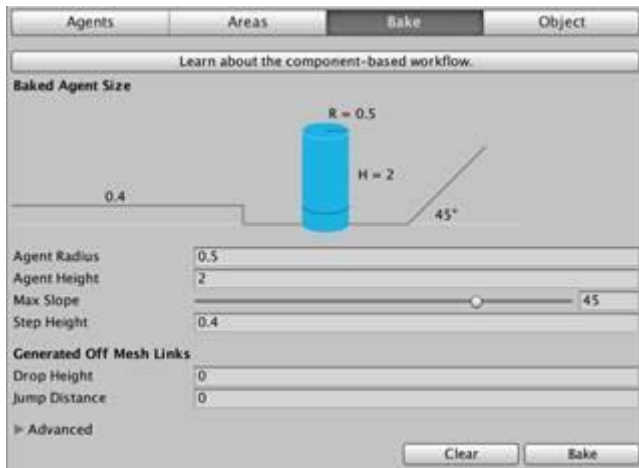 Agents Areas Bake Object
Learn about the component-based workflow.
Baked Agent Size
R = 0.5
H = 2
0.4
45°
Agent Radius 0.5
Agent Height 2
Max Slope 45
Step Height 0.4
Generated Off Mesh Links
Drop Height 0
Jump Distance 0
Advanced
Clear Bake